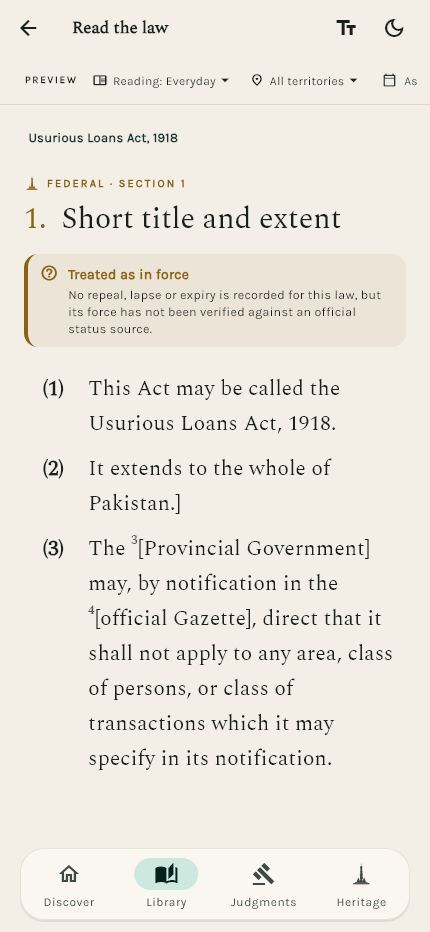 Read the law
PREVIEW Reading: Everyday All territories As
Usurious Loans Act, 1918
FEDERAL · SECTION 1
1. Short title and extent
Treated as in force
No repeal, lapse or expiry is recorded for this law, but
its force has not been verified against an official
status source.
(1) This Act may be called the
Usurious Loans Act, 1918.
(2) It extends to the whole of
Pakistan.]
(3) The 3[Provincial Government]
may, by notification in the
4[official Gazette], direct that it
shall not apply to any area, class
of persons, or class of
transactions which it may
specify in its notification.
Discover Library Judgments Heritage